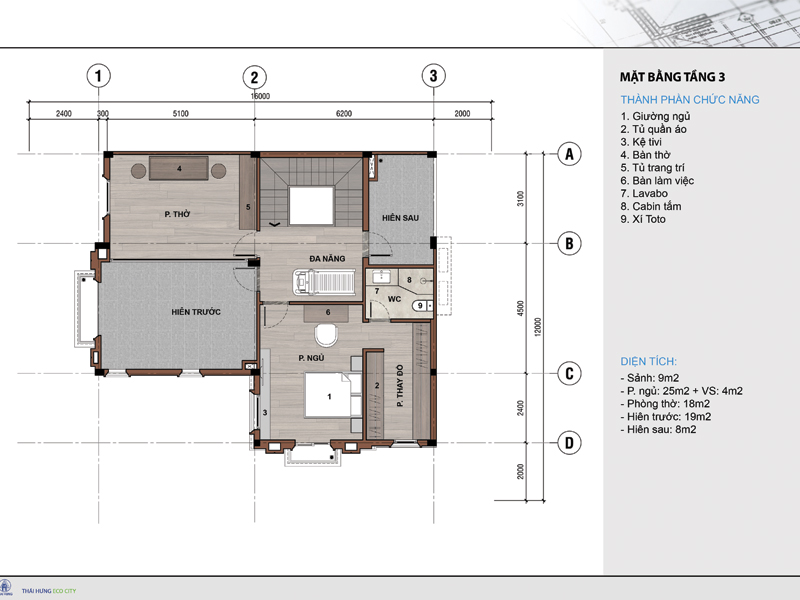 1
2
3
16000
2400
300
5100
6200
2000
MẶT BẰNG TẦNG 3
THÀNH PHẦN CHỨC NĂNG
1. Giường ngủ
2. Tủ quần áo
3. Kệ tivi
4. Bàn thờ
5. Tủ trang trí
6. Bàn làm việc
7. Lavabo
8. Cabin tắm
9. Xí Toto
A
B
C
D
3100
4500
12000
2400
2000
4
P. THỜ
5
HIÊN SAU
ĐA NĂNG
7
8
WC
9
HIÊN TRƯỚC
6
P. NGỦ
1
2
P. THAY ĐỒ
3
DIỆN TÍCH:
- Sảnh: 9m2
- P. ngủ: 25m2 + VS: 4m2
- Phòng thờ: 18m2
- Hiên trước: 19m2
- Hiên sau: 8m2
THÁI HƯNG ECO CITY